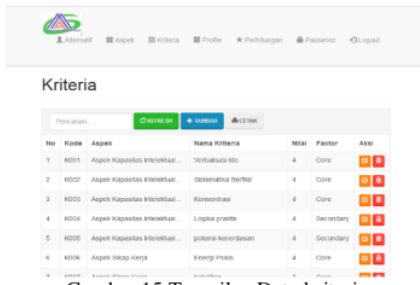 Alternatif Aspek Kriteria Profile Perhitungan Password Logout
Kriteria
Pencarian. . . REFRESH TAMBAH CETAK
No Kode Aspek Nama Kriteria Nilai Factor Aksi
1 K001 Aspek Kapasitas Intelektual... Verbalisasi Ide 4 Core
2 K002 Aspek Kapasitas Intelektual... Sistematika Berfikir 4 Core
3 K003 Aspek Kapasitas Intelektual... Konsentrasi 4 Core
4 K004 Aspek Kapasitas Intelektual... Logika praktis 4 Secondary
5 K005 Aspek Kapasitas Intelektual... potensi kecerdasan 4 Secondary
6 K006 Aspek Sikap Kerja Energi Psikis 4 Core